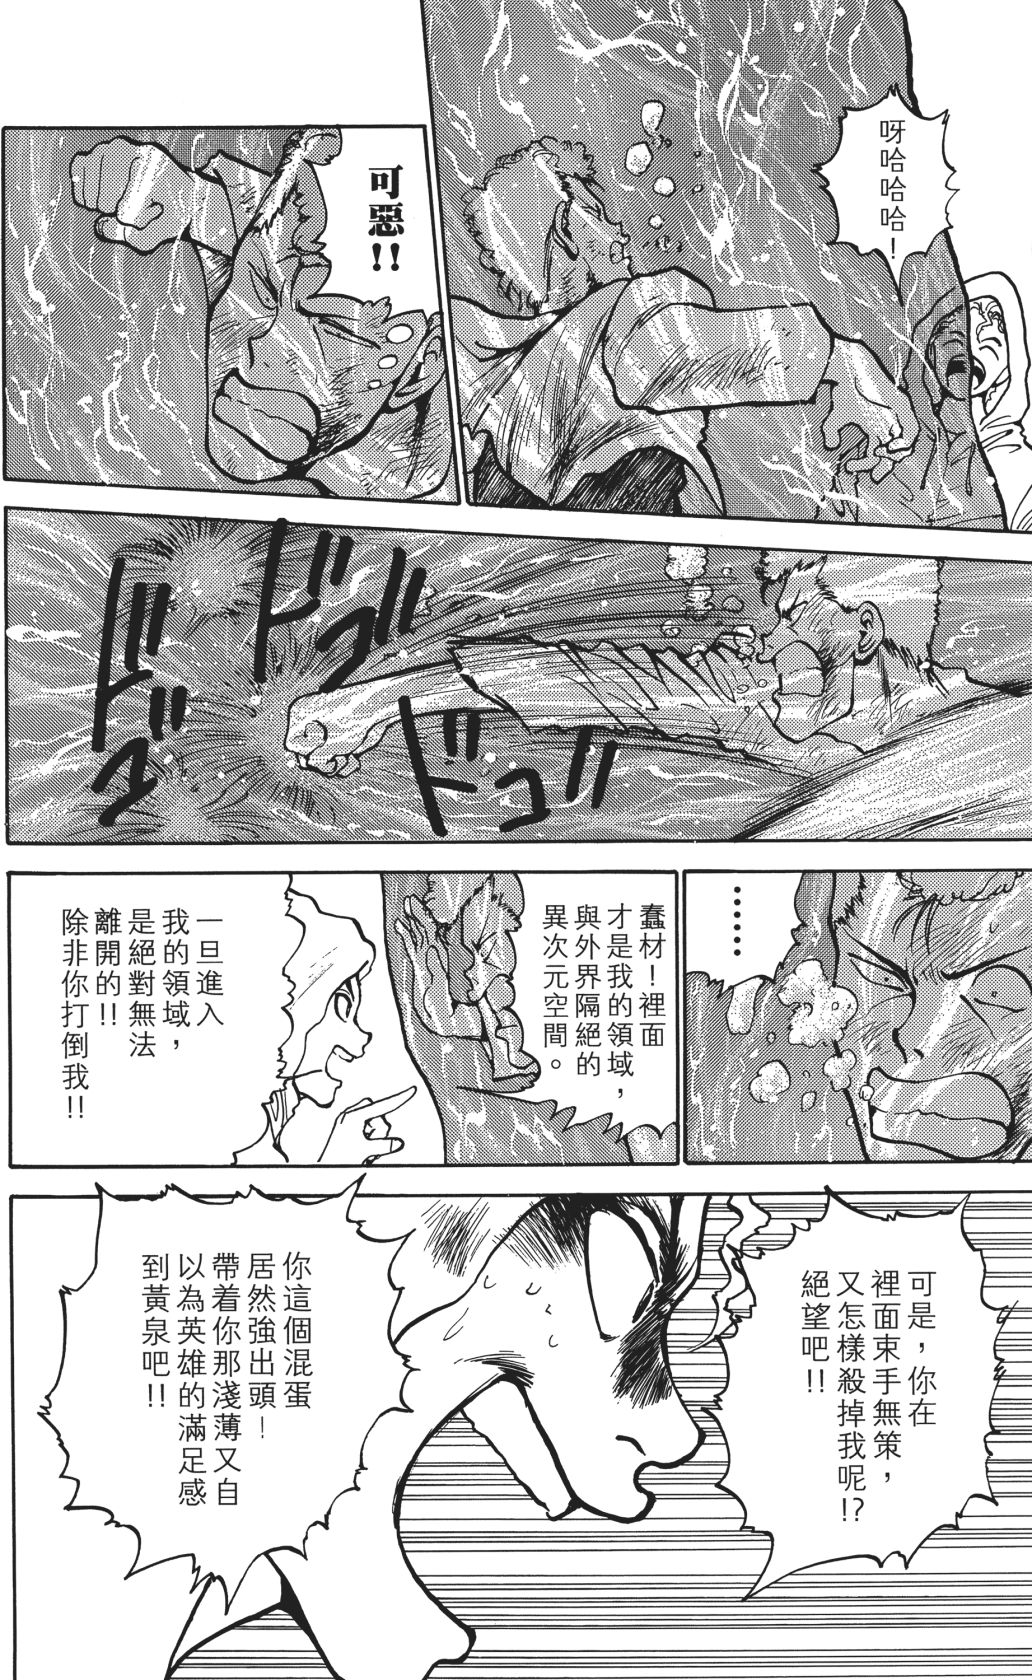 呀哈哈哈！
可惡!!
ドドッ
ドゴッ
ドゴッ
……
蠢材！裡面
才是我的領域，
與外界隔絕的
異次元空間。
一旦進入
我的領域，
是絕對無法
離開的!!
除非你打倒我!!
可是，你在
裡面束手無策，
又怎樣殺掉我呢!?
絕望吧!!
你這個混蛋
居然強出頭！
帶着你那淺薄又自
以為英雄的滿足感
到黃泉吧!!